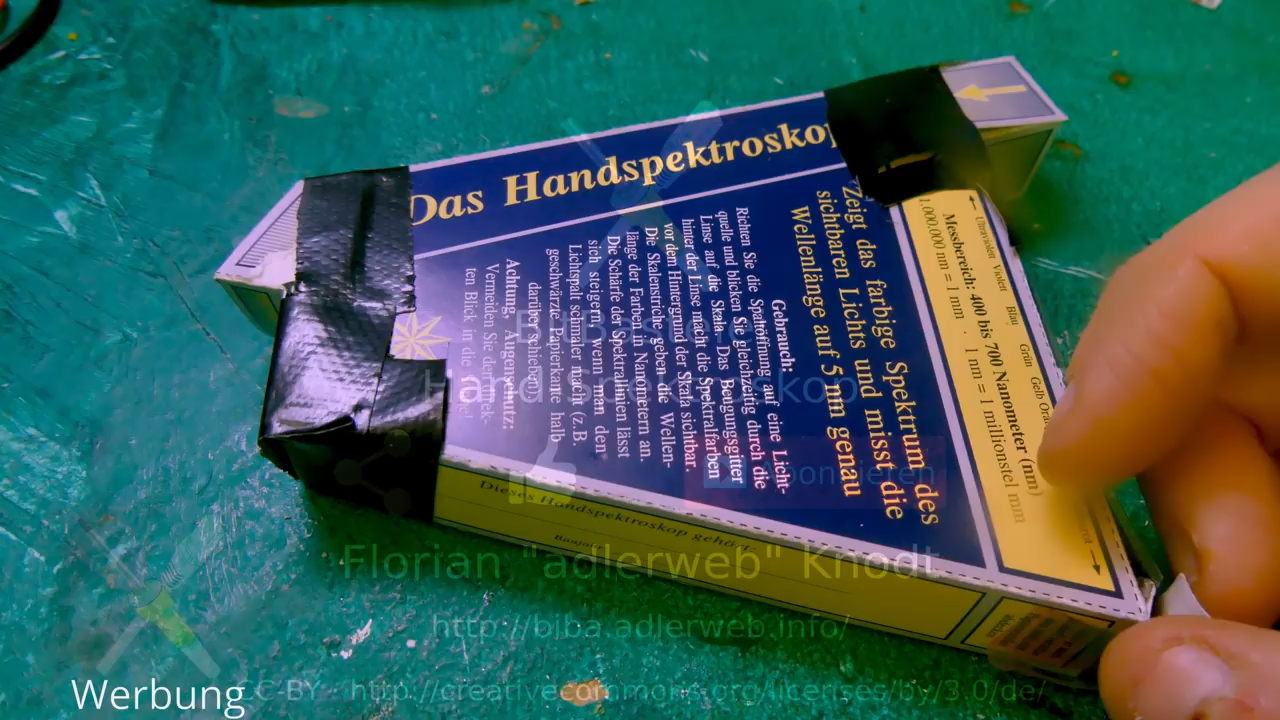 Das Handspektroskop
Zeigt das farbige Spektrum des
sichtbaren Lichts und misst die
Wellenlänge auf 5 nm genau
Gebrauch:
Richten Sie die Spaltöffnung auf eine Licht-
quelle und blicken Sie gleichzeitig durch die
Linse auf die Skala. Das Beugungsgitter
hinter der Linse macht die Spektralfarben
vor dem Hintergrund der Skala sichtbar.
Die Skalenstriche geben die Wellen-
länge der Farben in Nanometern an.
Die Schärfe der Spektrallinien lässt
sich steigern, wenn man den
Lichtspalt schmaler macht (z.B.
geschwärzte Papierkante halb
darüber schieben).
Achtung, Augenschutz:
Vermeiden Sie den direk-
ten Blick in die
Ultraviolett Violett Blau Grün Gelb
Messbereich: 400 bis 700 Nanometer (nm)
1.000.000 nm = 1 mm · 1 nm = 1 millionstel mm
Dieses Handspektroskop gehört:
Bitbastelei
Handspektroskop
Abonnieren
Florian "adlerweb" Knodt
http://biba.adlerweb.info/
CC-BY - http://creativecommons.org/licenses/by/3.0/de/
Werbung